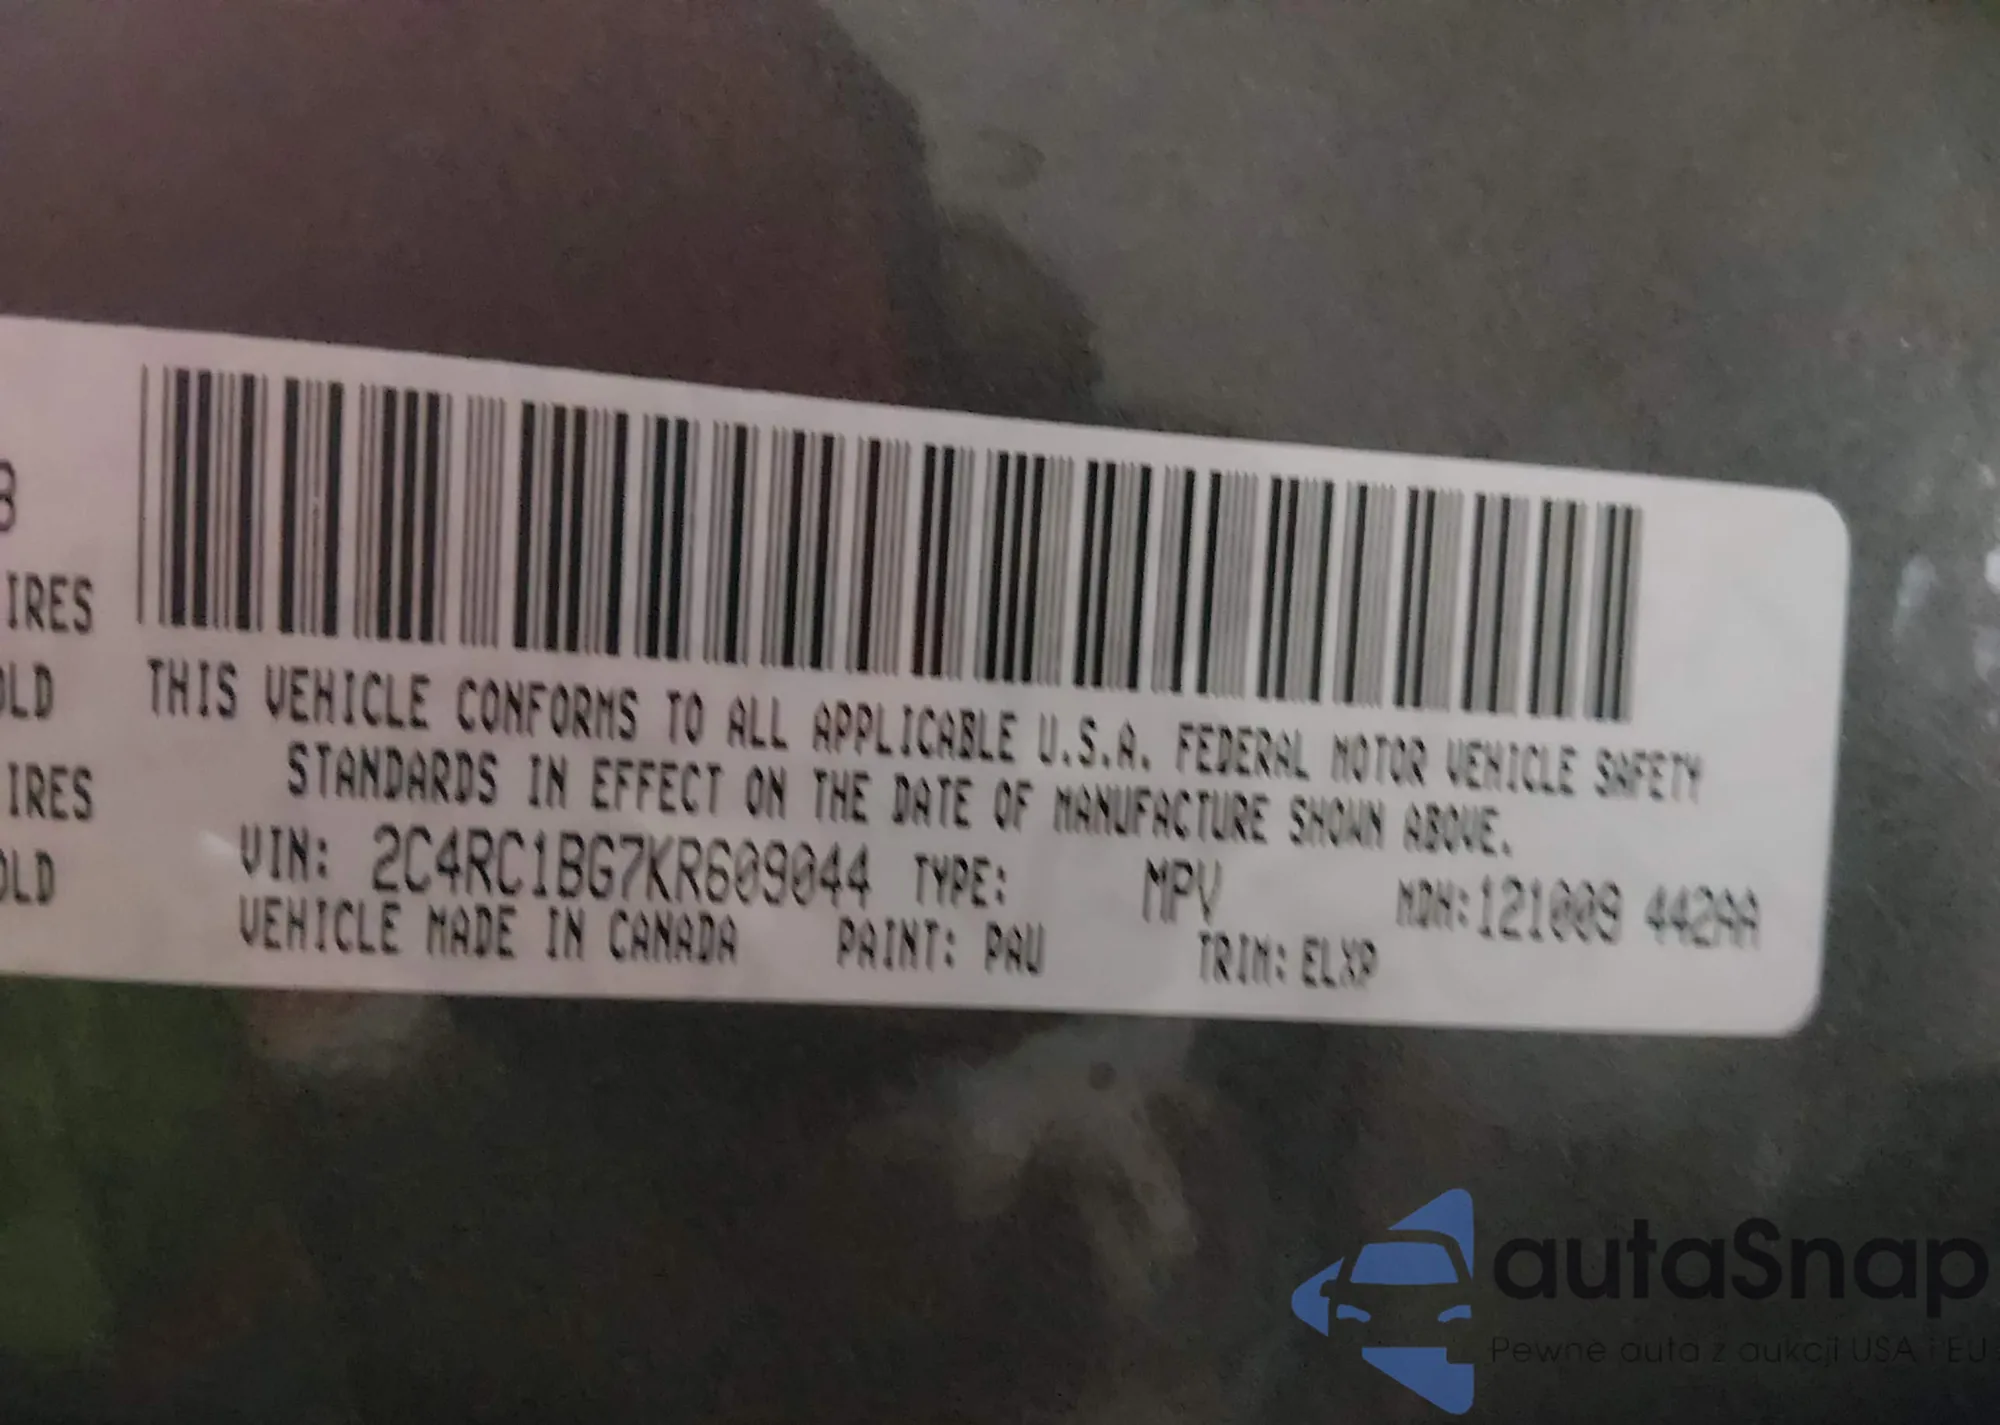 8
IRES
OLD
IRES
OLD
THIS VEHICLE CONFORMS TO ALL APPLICABLE U.S.A. FEDERAL MOTOR VEHICLE SAFETY
STANDARDS IN EFFECT ON THE DATE OF MANUFACTURE SHOWN ABOVE.
VIN: 2C4RC1BG7KR609044 TYPE: MPV MDH:121009 442AA
VEHICLE MADE IN CANADA PAINT: PAU TRIM: ELXP
autaSnap
Pewne auta z aukcji USA i EU